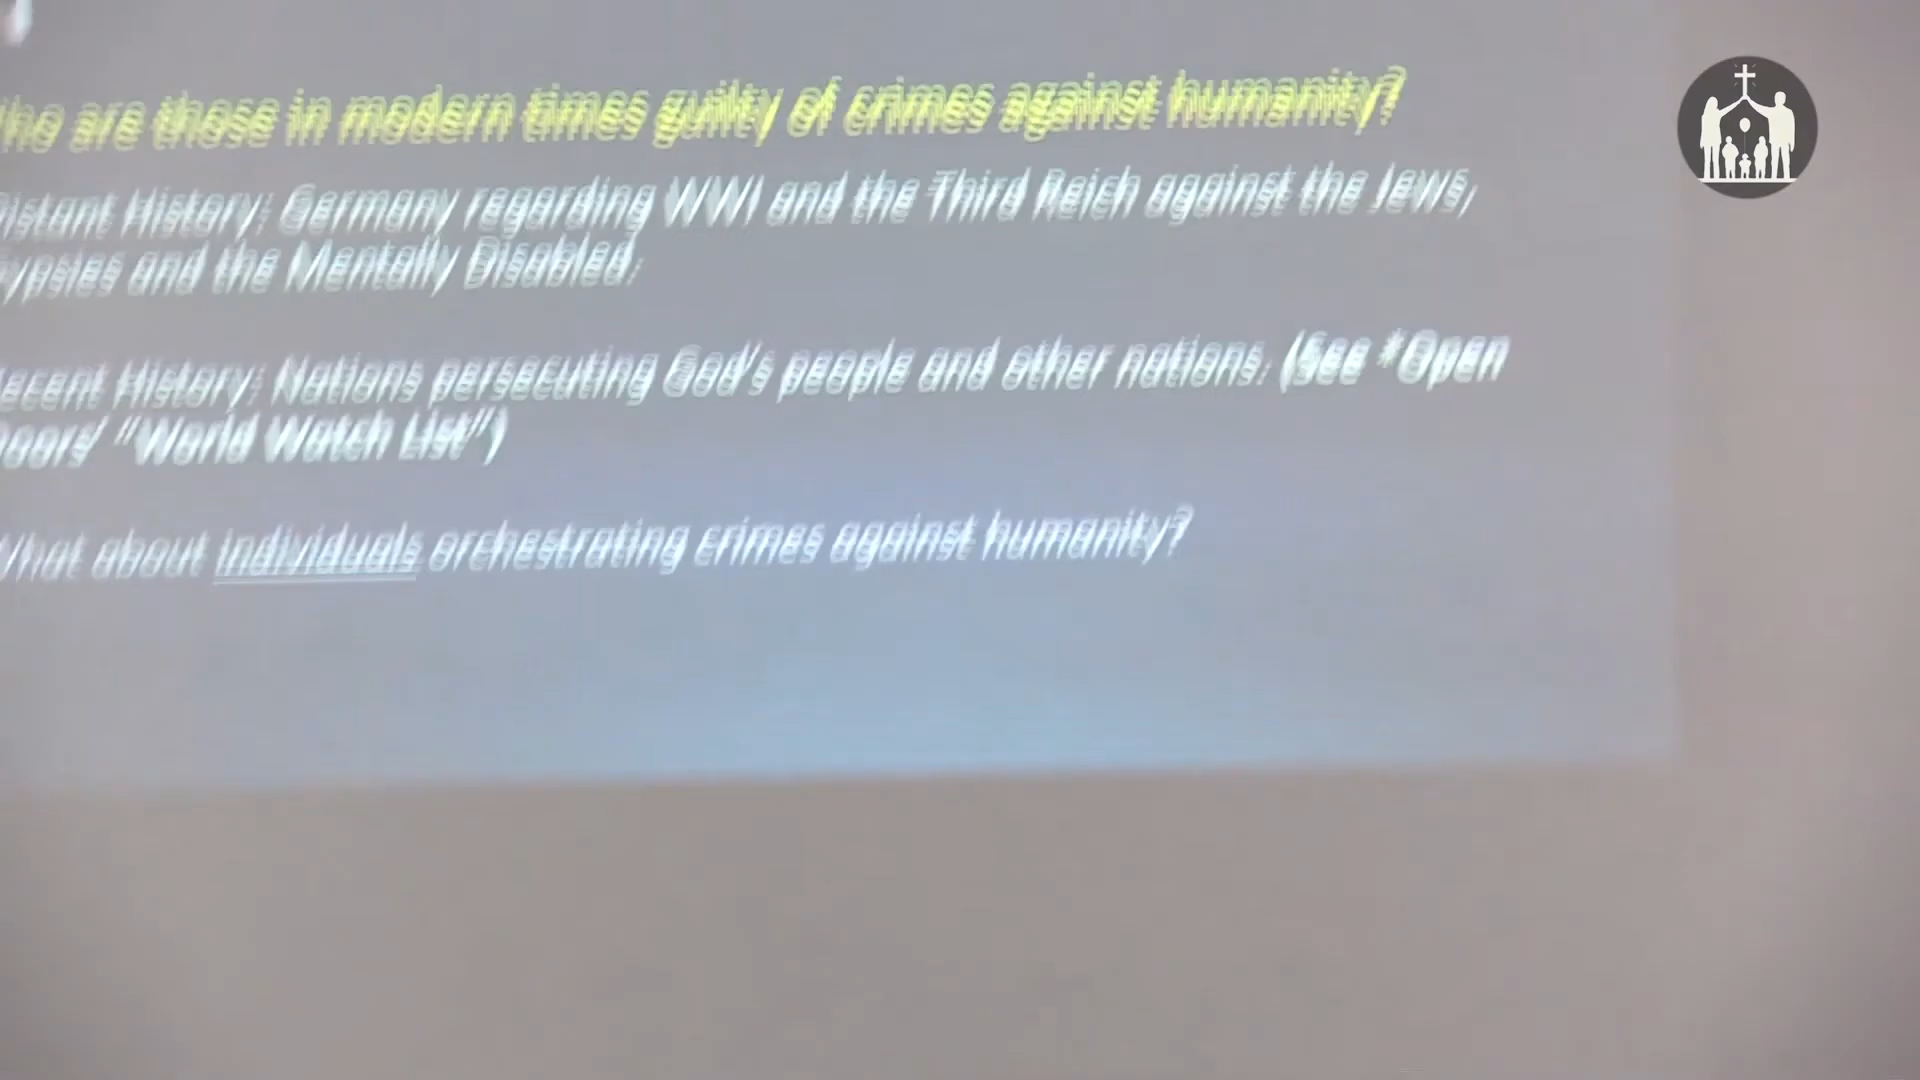 ho are those in modern times guilty of crimes against humanity?
istant History: Germany regarding WWI and the Third Reich against the Jews,
ypsies and the Mentally Disabled.
ecent History: Nations persecuting God's people and other nations. (See *Open
oors' "World Watch List")
hat about individuals orchestrating crimes against humanity?